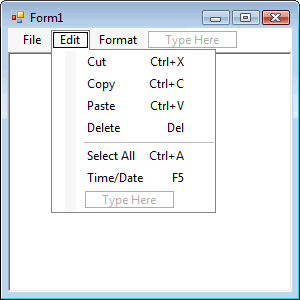 Form1
File Edit Format Type Here
Cut Ctrl+X
Copy Ctrl+C
Paste Ctrl+V
Delete Del
Select All Ctrl+A
Time/Date F5
Type Here